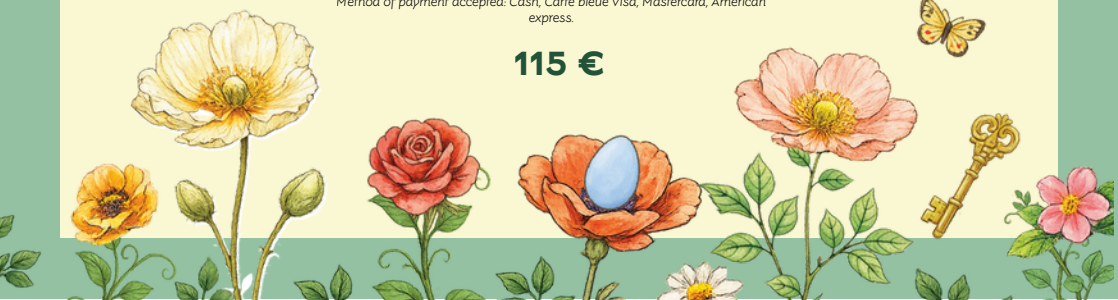 Method of payment accepted: Cash, Carte bleue Visa, Mastercard, American
express.
115 €